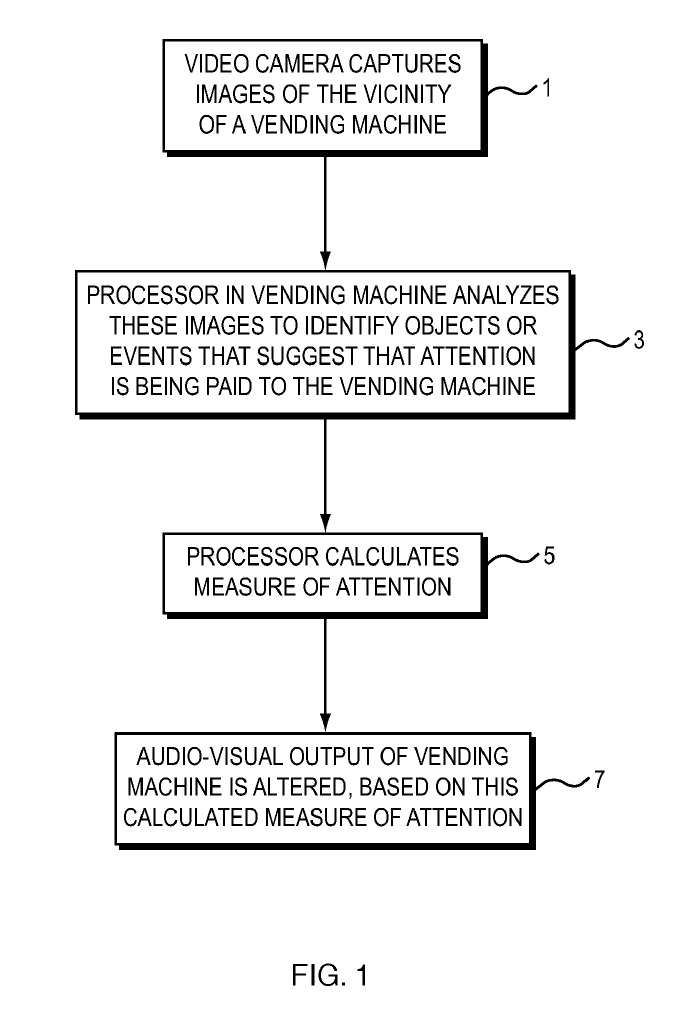 VIDEO CAMERA CAPTURES
IMAGES OF THE VICINITY
OF A VENDING MACHINE
1
PROCESSOR IN VENDING MACHINE ANALYZES
THESE IMAGES TO IDENTIFY OBJECTS OR
EVENTS THAT SUGGEST THAT ATTENTION
IS BEING PAID TO THE VENDING MACHINE
3
PROCESSOR CALCULATES
MEASURE OF ATTENTION
5
AUDIO-VISUAL OUTPUT OF VENDING
MACHINE IS ALTERED, BASED ON THIS
CALCULATED MEASURE OF ATTENTION
7
FIG. 1